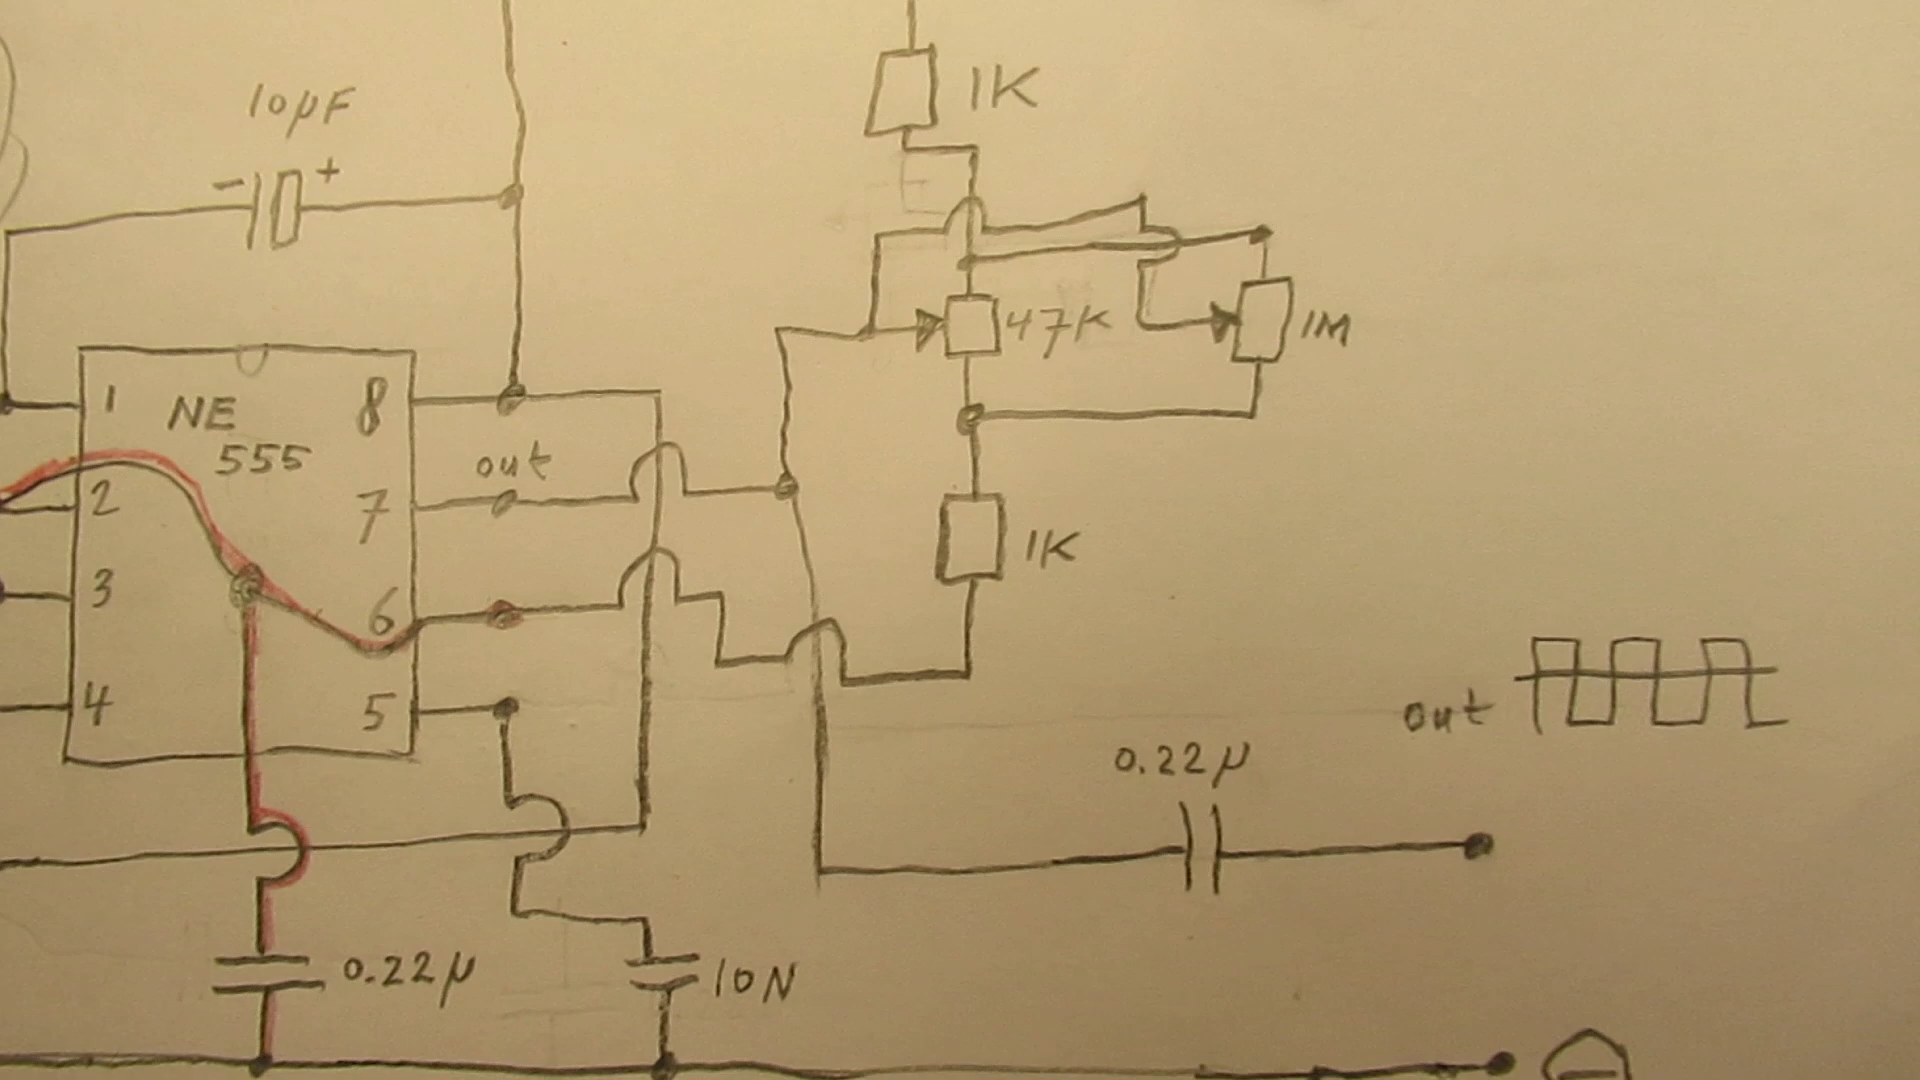 10µF
- +
1K
47K
1M
1 NE 8
555
out
2 7
3 6
4 5
1K
out
0.22µ
0.22µ
10N
-